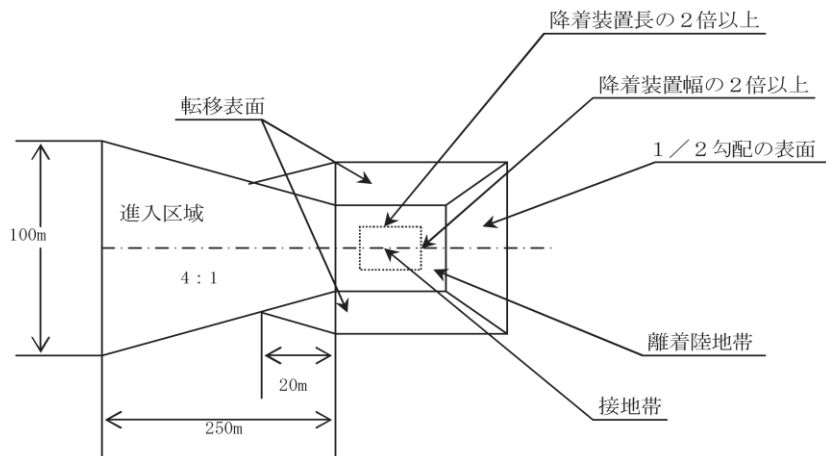 降着装置長の２倍以上
降着装置幅の２倍以上
転移表面
１／２勾配の表面
進入区域
100m
4：1
離着陸地帯
20m
接地帯
250m